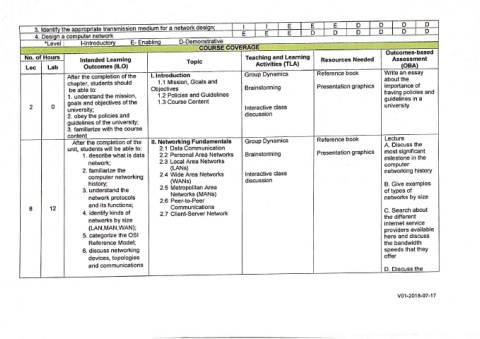 3. Identify the appropriate transmission medium for a network design; I I E E E D D D D
4. Design a computer network E E E D D D D D D
*Level : I-Introductory E- Enabling D-Demonstrative
COURSE COVERAGE
No. of Hours
Lec Lab
Intended Learning
Outcomes (ILO)
Topic
Teaching and Learning
Activities (TLA)
Resources Needed
Outcomes-based
Assessment
(OBA)
2 0
After the completion of the
chapter, students should
be able to:
1. understand the mission,
goals and objectives of the
university;
2. obey the policies and
guidelines of the university;
3. familiarize with the course
content
I. Introduction
1.1 Mission, Goals and
Objectives
1.2 Policies and Guidelines
1.3 Course Content
Group Dynamics
Brainstorming
Interactive class
discussion
Reference book
Presentation graphics
Write an essay
about the
importance of
having policies and
guidelines in a
university
8 12
After the completion of the
unit, students will be able to:
1. describe what is data
network;
2. familiarize the
computer networking
history;
3. understand the
network protocols
and its functions;
4. identify kinds of
networks by size
(LAN,MAN,WAN);
5. categorize the OSI
Reference Model;
6. discuss networking
devices, topologies
and communications
II. Networking Fundamentals
2.1 Data Communication
2.2 Personal Area Networks
2.3 Local Area Networks
(LANs)
2.4 Wide Area Networks
(WANs)
2.5 Metropolitan Area
Networks (MANs)
2.6 Peer-to-Peer
Communications
2.7 Client-Server Network
Group Dynamics
Brainstorming
Interactive class
discussion
Reference book
Presentation graphics
Lecture
A. Discuss the
most significant
milestone in the
computer
networking history
B. Give examples
of types of
networks by size
C. Search about
the different
internet service
providers available
here and discuss
the bandwidth
speeds that they
offer
D. Discuss the
V01-2018-07-17